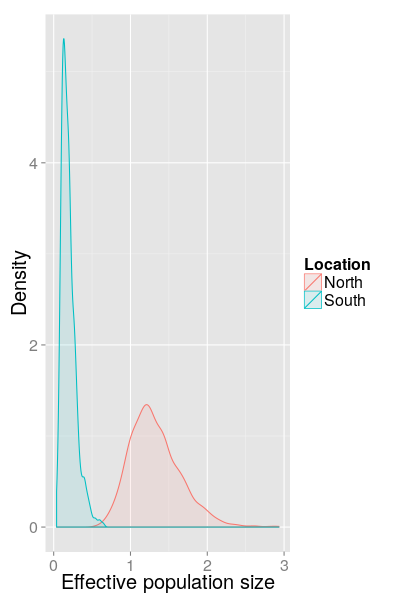 Density
4
2
0
0 1 2 3
Effective population size
Location
North
South